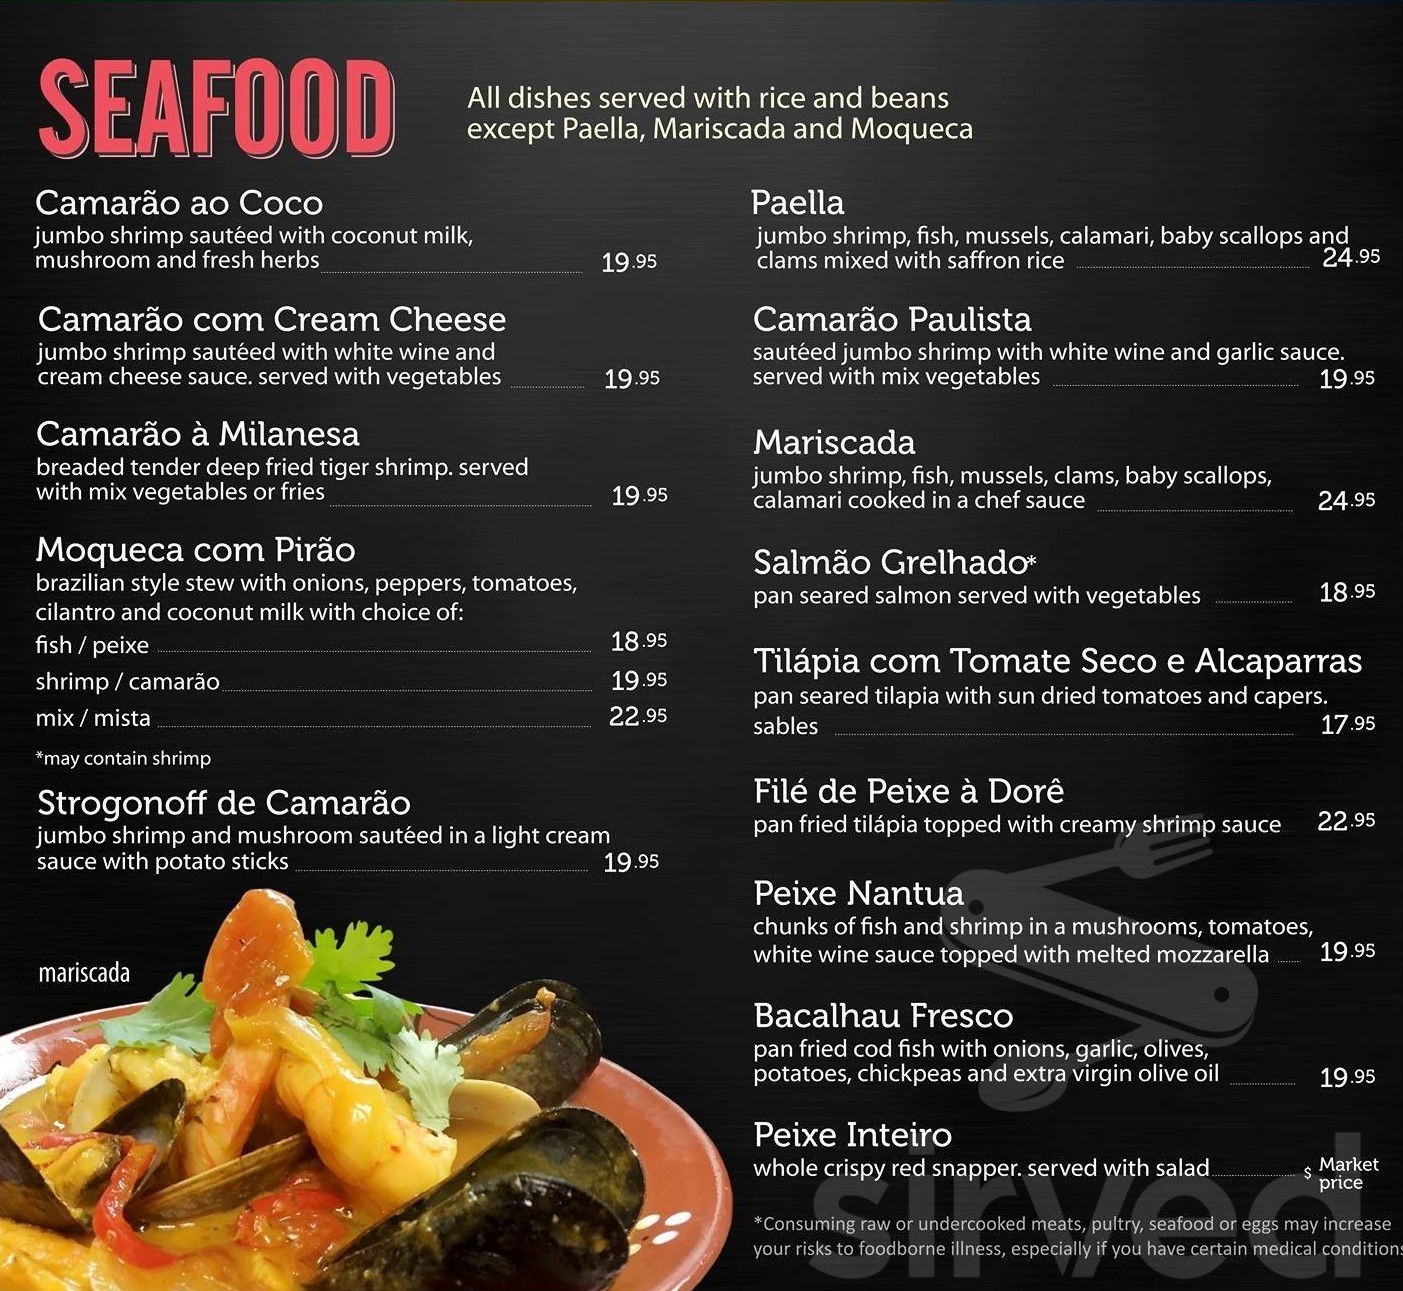 SEAFOOD
All dishes served with rice and beans
except Paella, Mariscada and Moqueca
Camarão ao Coco
jumbo shrimp sautéed with coconut milk,
mushroom and fresh herbs 19.95
Camarão com Cream Cheese
jumbo shrimp sautéed with white wine and
cream cheese sauce. served with vegetables 19.95
Camarão à Milanesa
breaded tender deep fried tiger shrimp. served
with mix vegetables or fries 19.95
Moqueca com Pirão
brazilian style stew with onions, peppers, tomatoes,
cilantro and coconut milk with choice of:
fish / peixe 18.95
shrimp / camarão 19.95
mix / mista 22.95
*may contain shrimp
Strogonoff de Camarão
jumbo shrimp and mushroom sautéed in a light cream
sauce with potato sticks 19.95
mariscada
Paella
jumbo shrimp, fish, mussels, calamari, baby scallops and
clams mixed with saffron rice 24.95
Camarão Paulista
sautéed jumbo shrimp with white wine and garlic sauce.
served with mix vegetables 19.95
Mariscada
jumbo shrimp, fish, mussels, clams, baby scallops,
calamari cooked in a chef sauce 24.95
Salmão Grelhado*
pan seared salmon served with vegetables 18.95
Tilápia com Tomate Seco e Alcaparras
pan seared tilapia with sun dried tomatoes and capers.
sables 17.95
Filé de Peixe à Dorê
pan fried tilápia topped with creamy shrimp sauce 22.95
Peixe Nantua
chunks of fish and shrimp in a mushrooms, tomatoes,
white wine sauce topped with melted mozzarella 19.95
Bacalhau Fresco
pan fried cod fish with onions, garlic, olives,
potatoes, chickpeas and extra virgin olive oil 19.95
Peixe Inteiro
whole crispy red snapper. served with salad $ Market
price
*Consuming raw or undercooked meats, pultry, seafood or eggs may increase
your risks to foodborne illness, especially if you have certain medical conditions
sirved